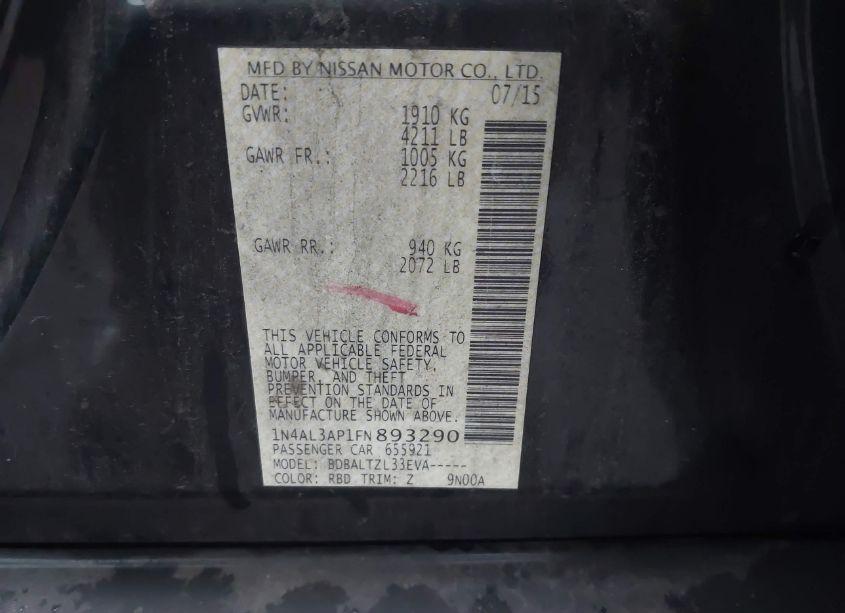 MFD BY NISSAN MOTOR CO., LTD.
DATE: 07/15
GVWR: 1910 KG
4211 LB
GAWR FR.: 1005 KG
2216 LB
GAWR RR.: 940 KG
2072 LB
THIS VEHICLE CONFORMS TO
ALL APPLICABLE FEDERAL
MOTOR VEHICLE SAFETY,
BUMPER, AND THEFT
PREVENTION STANDARDS IN
EFFECT ON THE DATE OF
MANUFACTURE SHOWN ABOVE.
1N4AL3AP1FN893290
PASSENGER CAR 655921
MODEL: BDBALTZL33EVA-----
COLOR: RBD TRIM: Z 9N00A